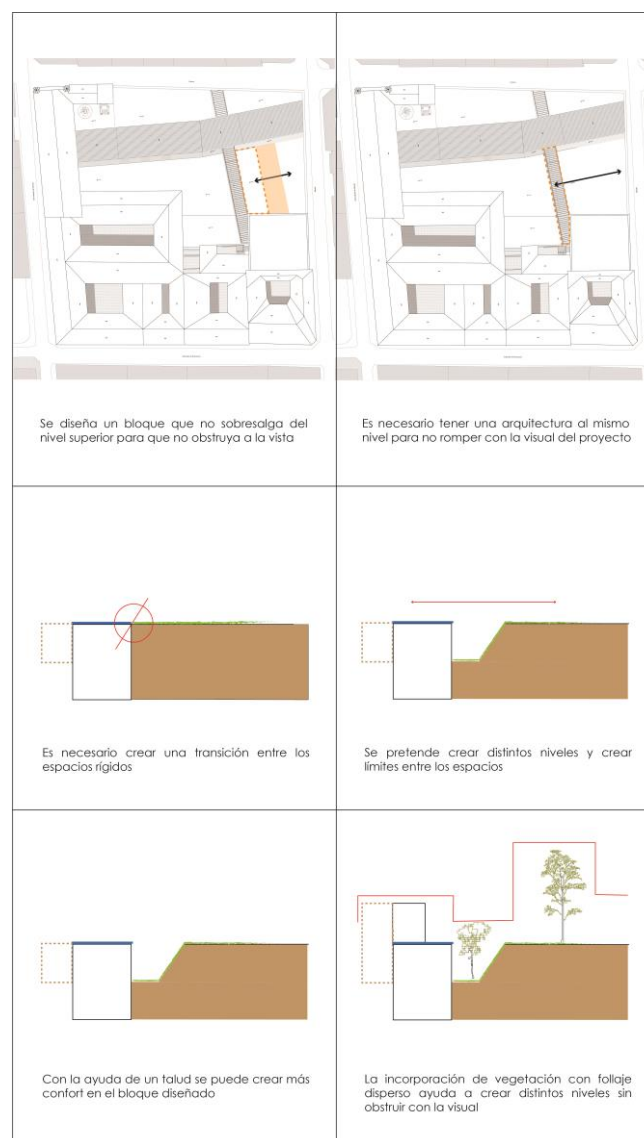 Se diseña un bloque que no sobresalga del
nivel superior para que no obstruya a la vista
Es necesario tener una arquitectura al mismo
nivel para no romper con la visual del proyecto
Es necesario crear una transición entre los
espacios rígidos
Se pretende crear distintos niveles y crear
límites entre los espacios
Con la ayuda de un talud se puede crear más
confort en el bloque diseñado
La incorporación de vegetación con follaje
disperso ayuda a crear distintos niveles sin
obstruir con la visual